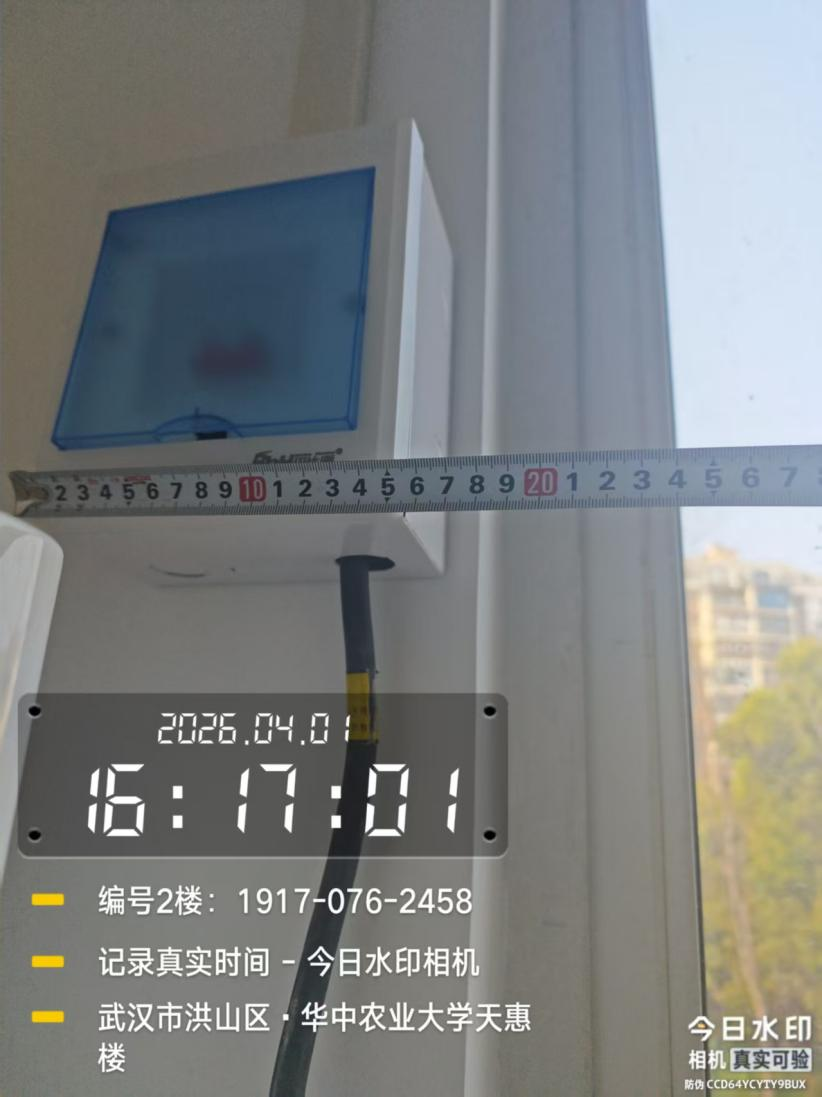 2 3 4 5 6 7 8 9 10 1 2 3 4 5 6 7 8 9 20 1 2 3 4 5 6 7
2026.04.01
16:17:01
编号2楼：1917-076-2458
记录真实时间－今日水印相机
武汉市洪山区·华中农业大学天惠
楼
今日水印
相机 真实可验
防伪 CCD64YCYTY9BUX